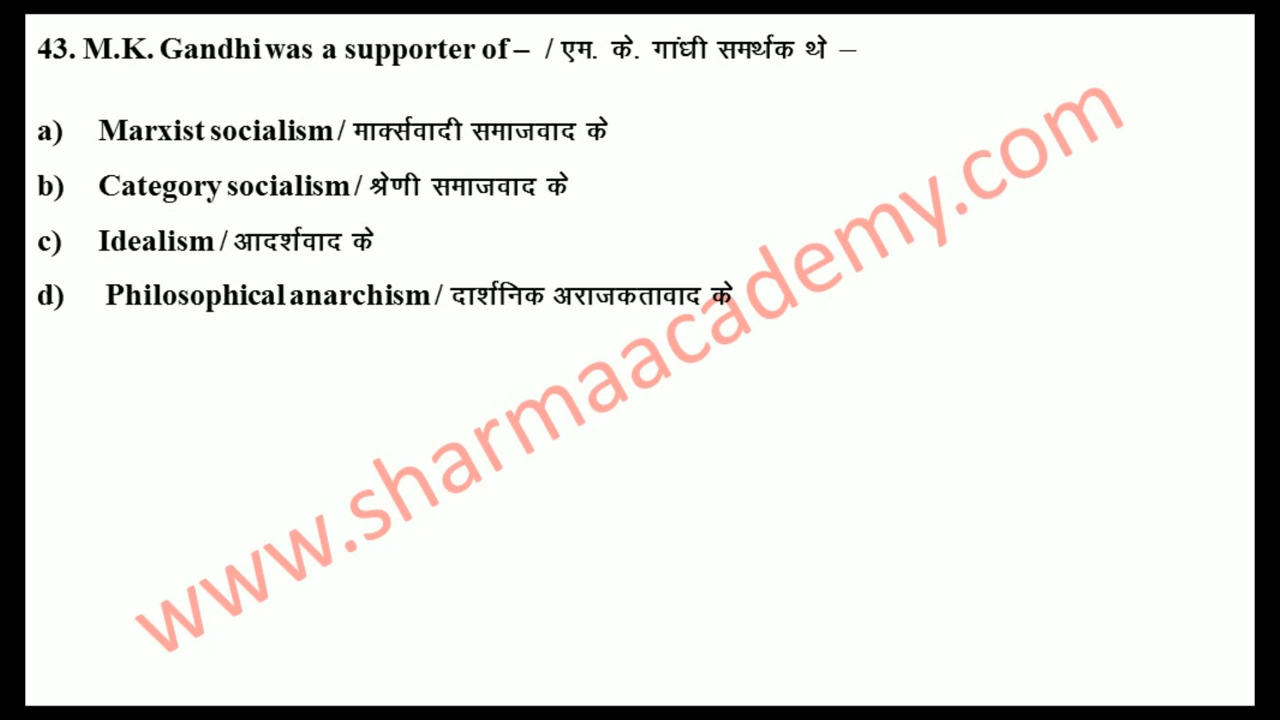 43. M.K. Gandhi was a supporter of – / एम. के. गांधी समर्थक थे –
a) Marxist socialism / मार्क्सवादी समाजवाद के
b) Category socialism / श्रेणी समाजवाद के
c) Idealism / आदर्शवाद के
d) Philosophical anarchism / दार्शनिक अराजकतावाद के
www.sharmaacademy.com